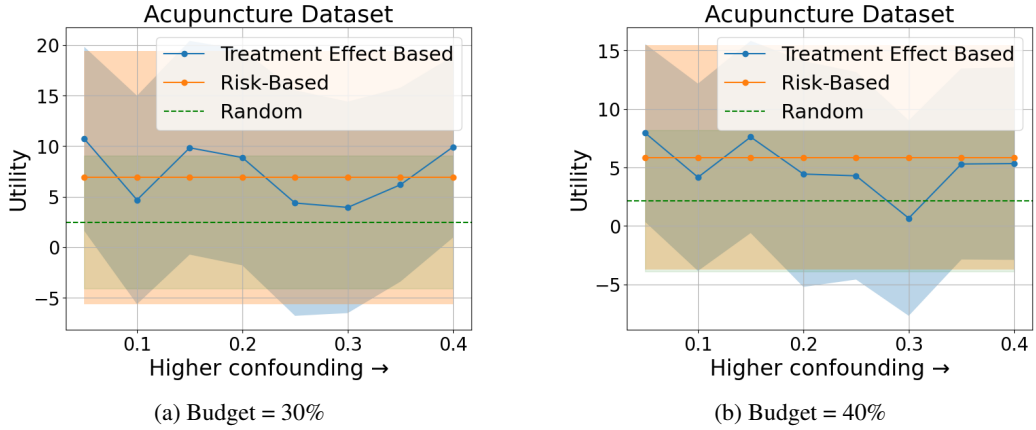 Acupuncture Dataset
20
15
10
5
0
−5
Utility
Treatment Effect Based
Risk-Based
Random
0.1
0.2
0.3
0.4
Higher confounding →
(a) Budget = 30%
Acupuncture Dataset
15
10
5
0
−5
Utility
Treatment Effect Based
Risk-Based
Random
0.1
0.2
0.3
0.4
Higher confounding →
(b) Budget = 40%